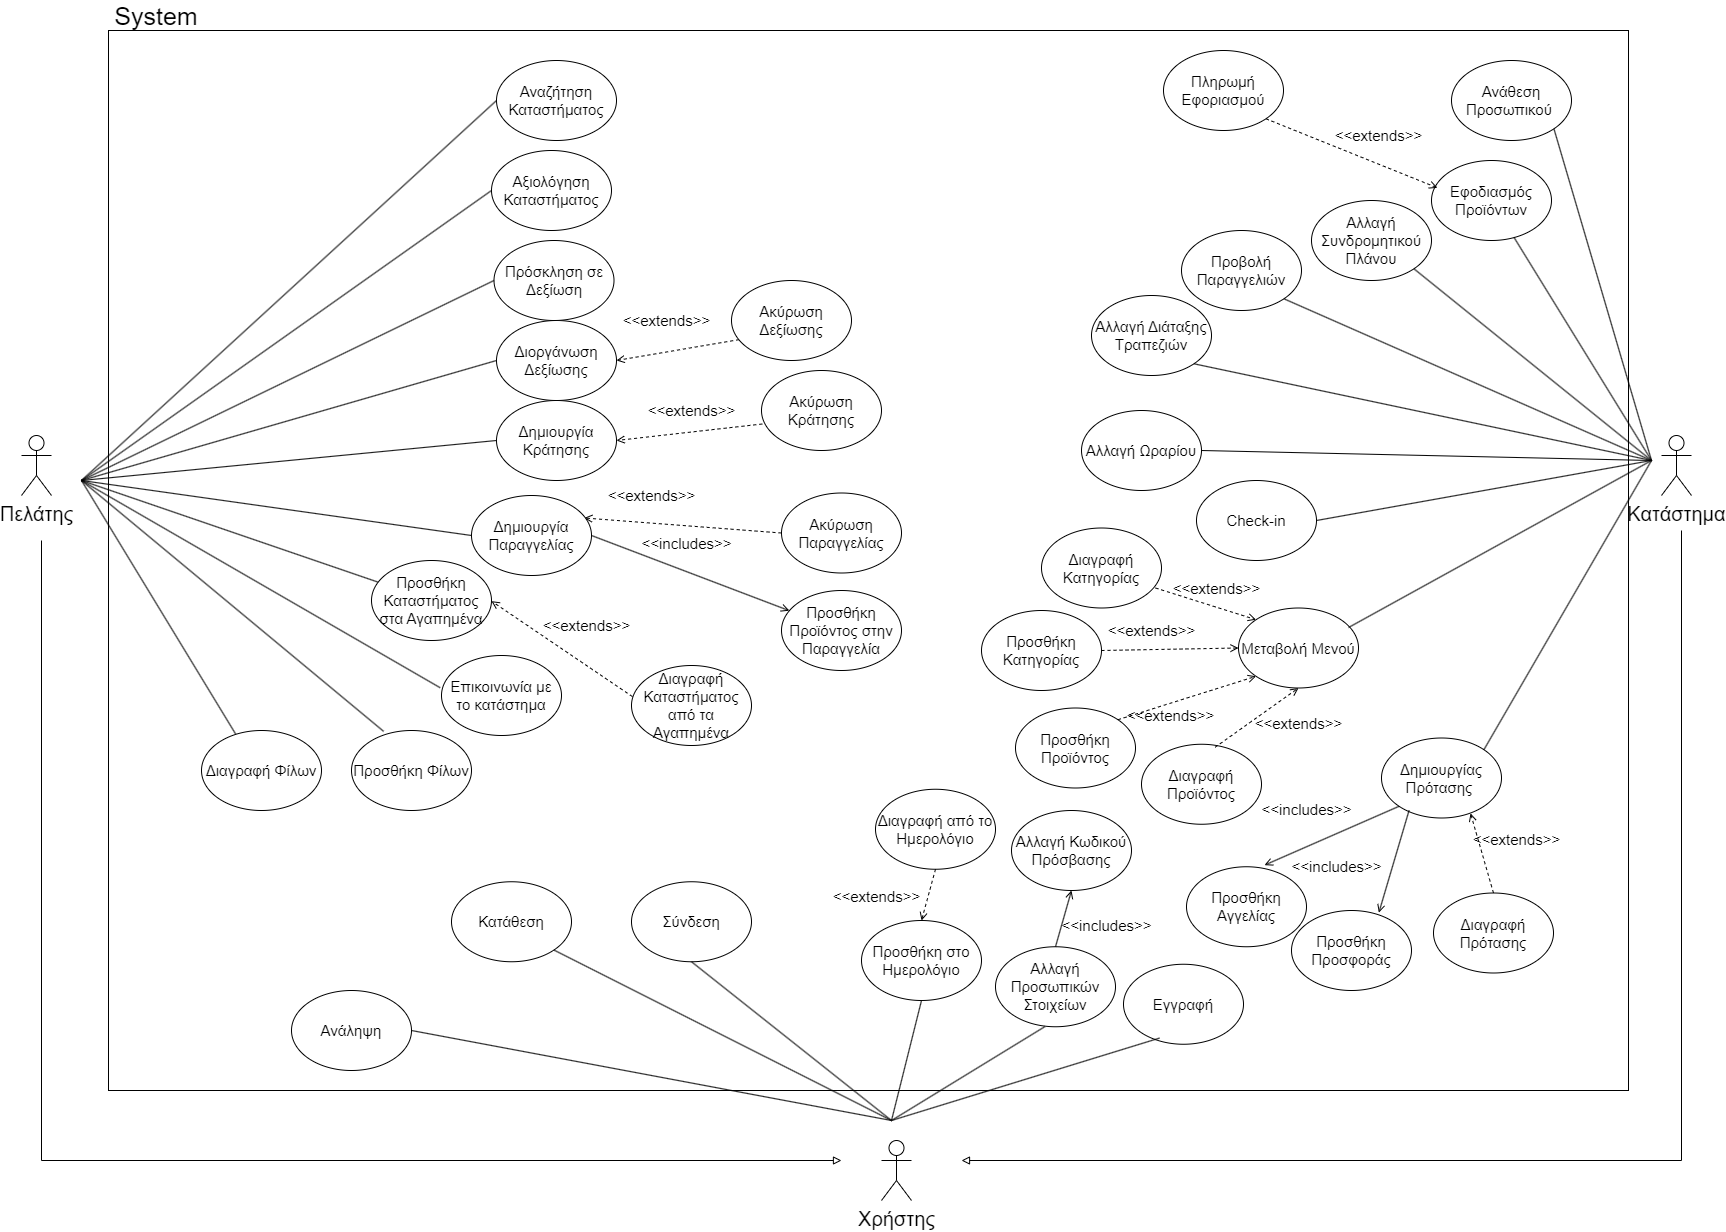 System
Αναζήτηση
Καταστήματος
Αξιολόγηση
Καταστήματος
Πρόσκληση σε
Δεξίωση
Διοργάνωση
Δεξίωσης
<<extends>>
Ακύρωση
Δεξίωσης
Δημιουργία
Κράτησης
<<extends>>
Ακύρωση
Κράτησης
Πελάτης
Δημιουργία
Παραγγελίας
<<extends>>
<<includes>>
Ακύρωση
Παραγγελίας
Προσθήκη
Προϊόντος στην
Παραγγελία
Προσθήκη
Καταστήματος
στα Αγαπημένα
<<extends>>
Διαγραφή
Καταστήματος
από τα
Αγαπημένα
Επικοινωνία με
το κατάστημα
Διαγραφή Φίλων
Προσθήκη Φίλων
Πληρωμή
Εφοριασμού
<<extends>>
Ανάθεση
Προσωπικού
Εφοδιασμός
Προϊόντων
Αλλαγή
Συνδρομητικού
Πλάνου
Προβολή
Παραγγελιών
Αλλαγή Διάταξης
Τραπεζιών
Αλλαγή Ωραρίου
Check-in
Κατάστημα
Διαγραφή
Κατηγορίας
<<extends>>
Προσθήκη
Κατηγορίας
<<extends>>
Μεταβολή Μενού
Προσθήκη
Προϊόντος
<<extends>>
Διαγραφή
Προϊόντος
<<extends>>
Δημιουργίας
Πρότασης
<<includes>>
<<includes>>
<<extends>>
Προσθήκη
Αγγελίας
Προσθήκη
Προσφοράς
Διαγραφή
Πρότασης
Διαγραφή από το
Ημερολόγιο
<<extends>>
Προσθήκη στο
Ημερολόγιο
Αλλαγή Κωδικού
Πρόσβασης
<<includes>>
Αλλαγή
Προσωπικών
Στοιχείων
Εγγραφή
Κατάθεση
Σύνδεση
Ανάληψη
Χρήστης